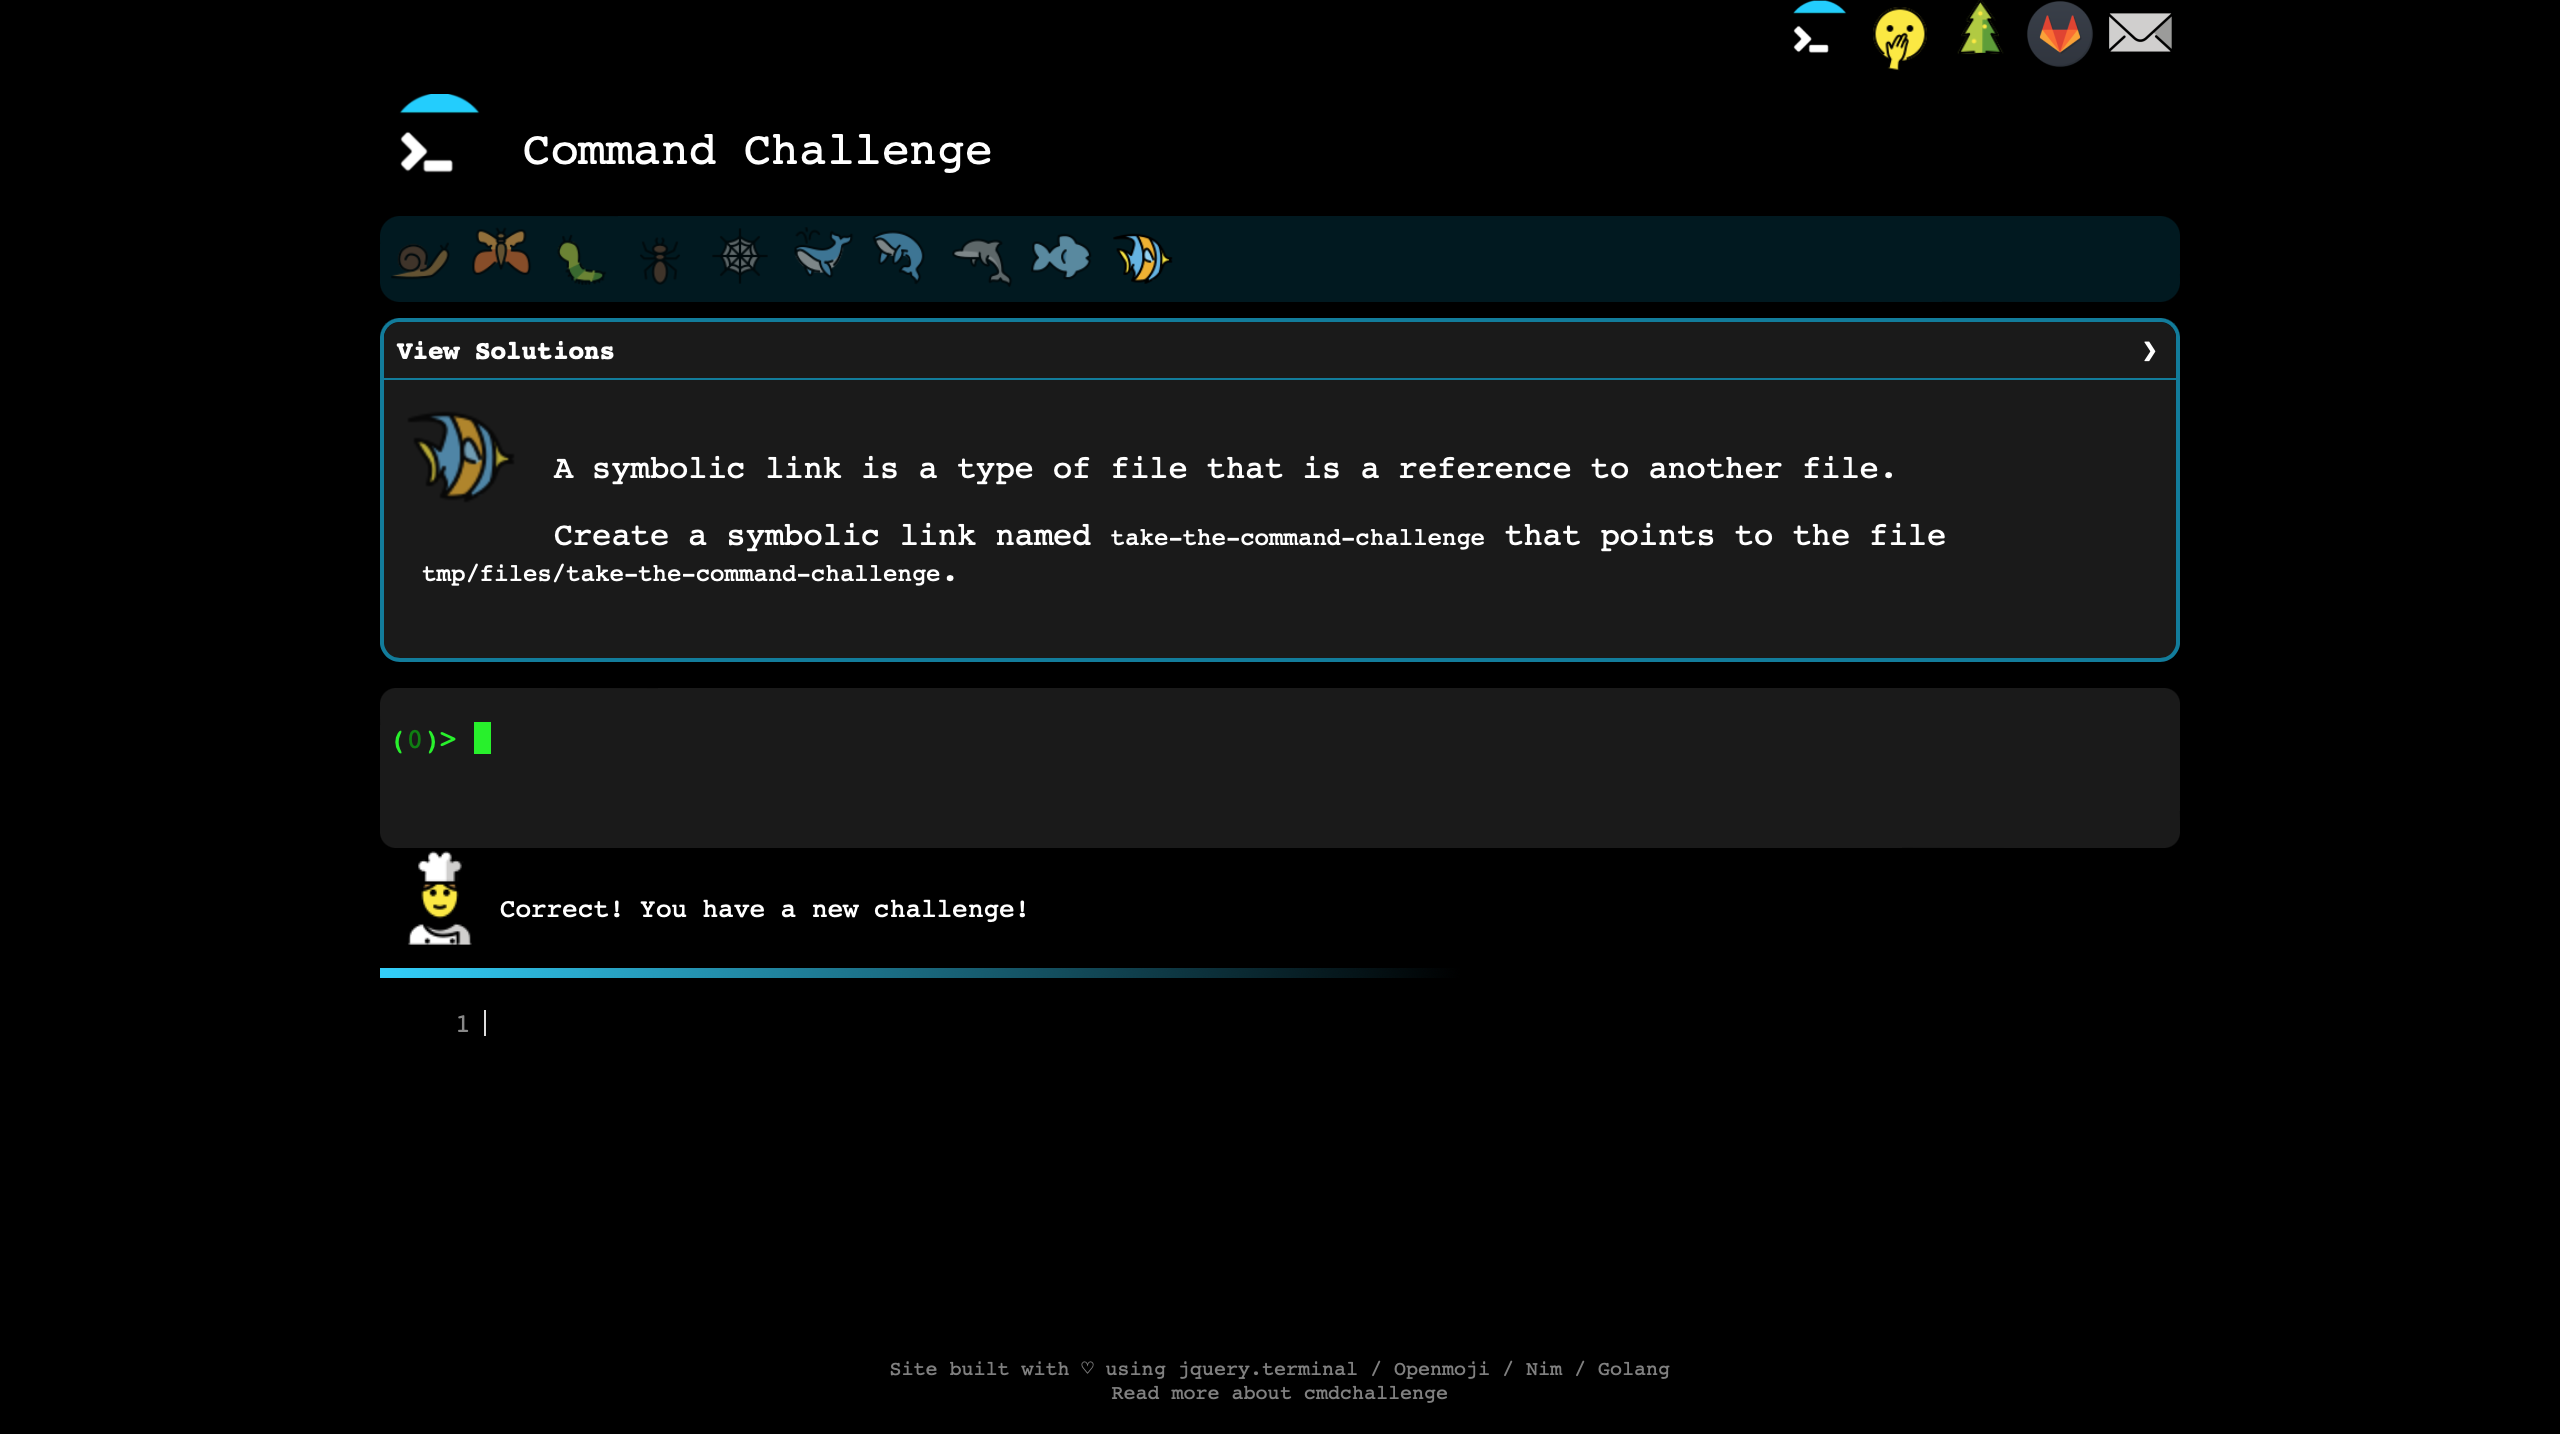 Command Challenge
View Solutions ❯
A symbolic link is a type of file that is a reference to another file.
Create a symbolic link named take-the-command-challenge that points to the file
tmp/files/take-the-command-challenge.
(0)>
Correct! You have a new challenge!
1
Site built with ♡ using jquery.terminal / Openmoji / Nim / Golang
Read more about cmdchallenge